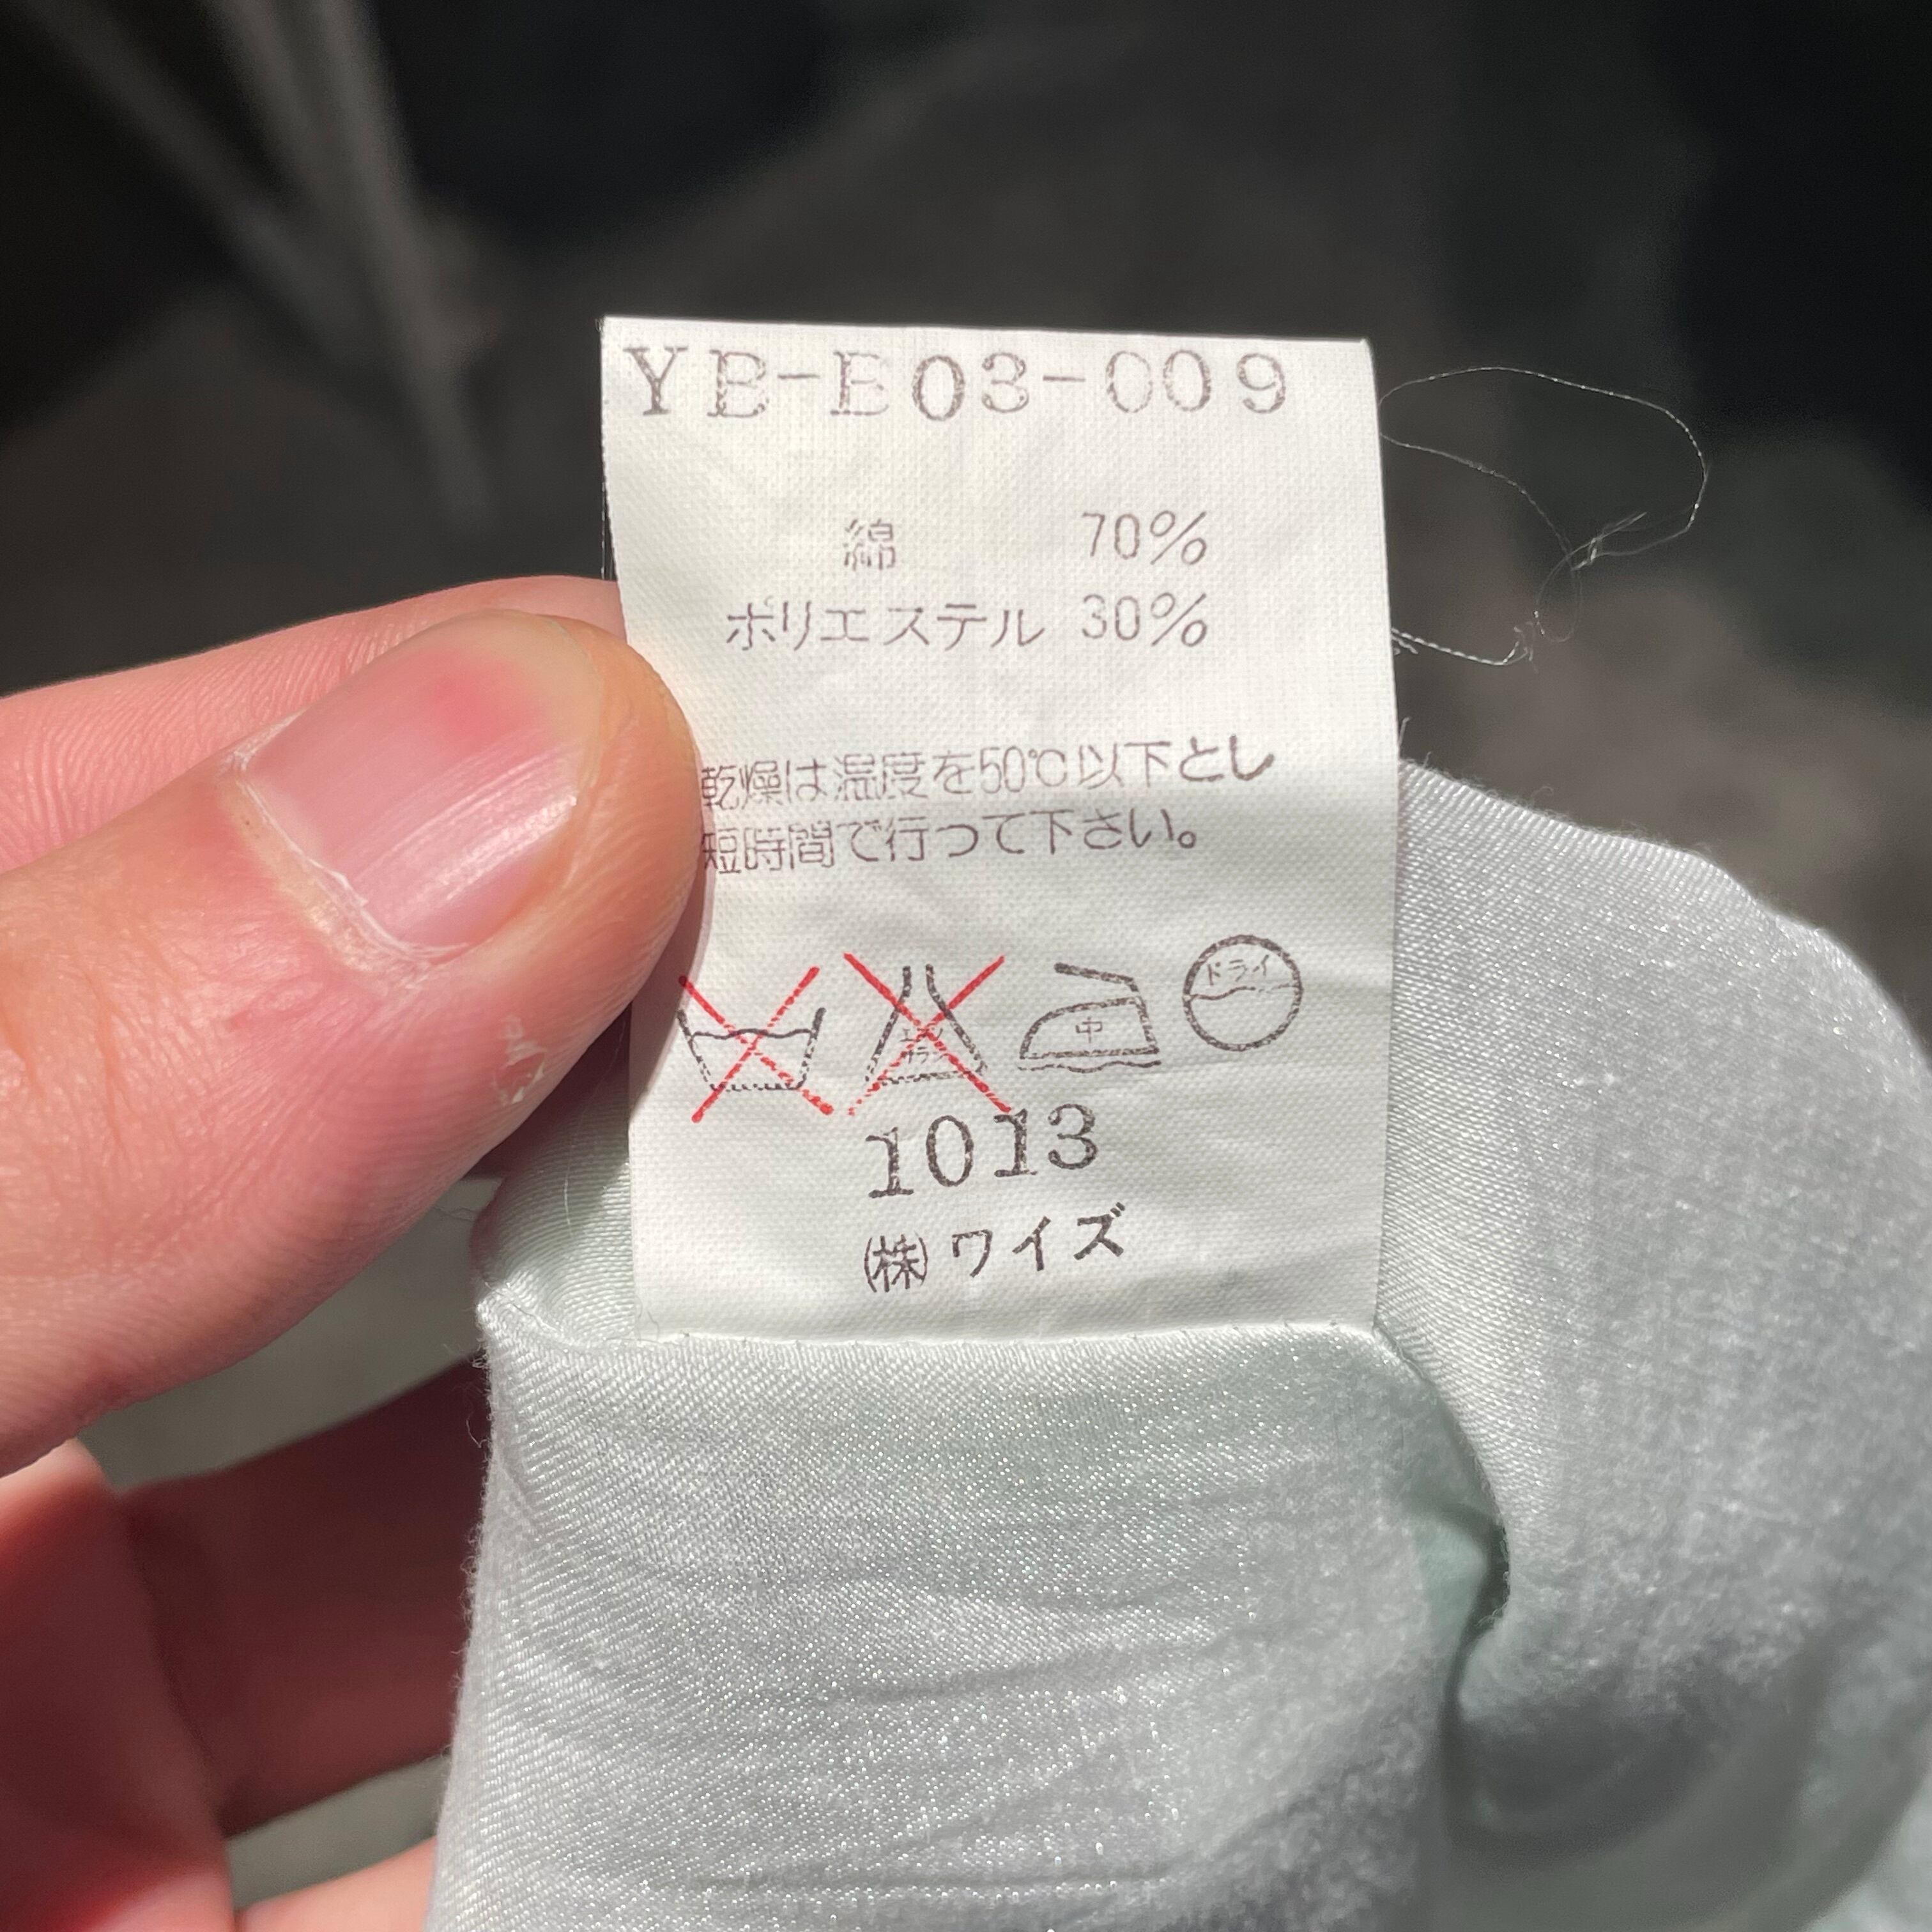 YB-B03-009
綿 70%
ポリエステル 30%
乾燥は温度を50℃以下とし
短時間で行って下さい。
中
ドライ
1013
㈱ワイズ